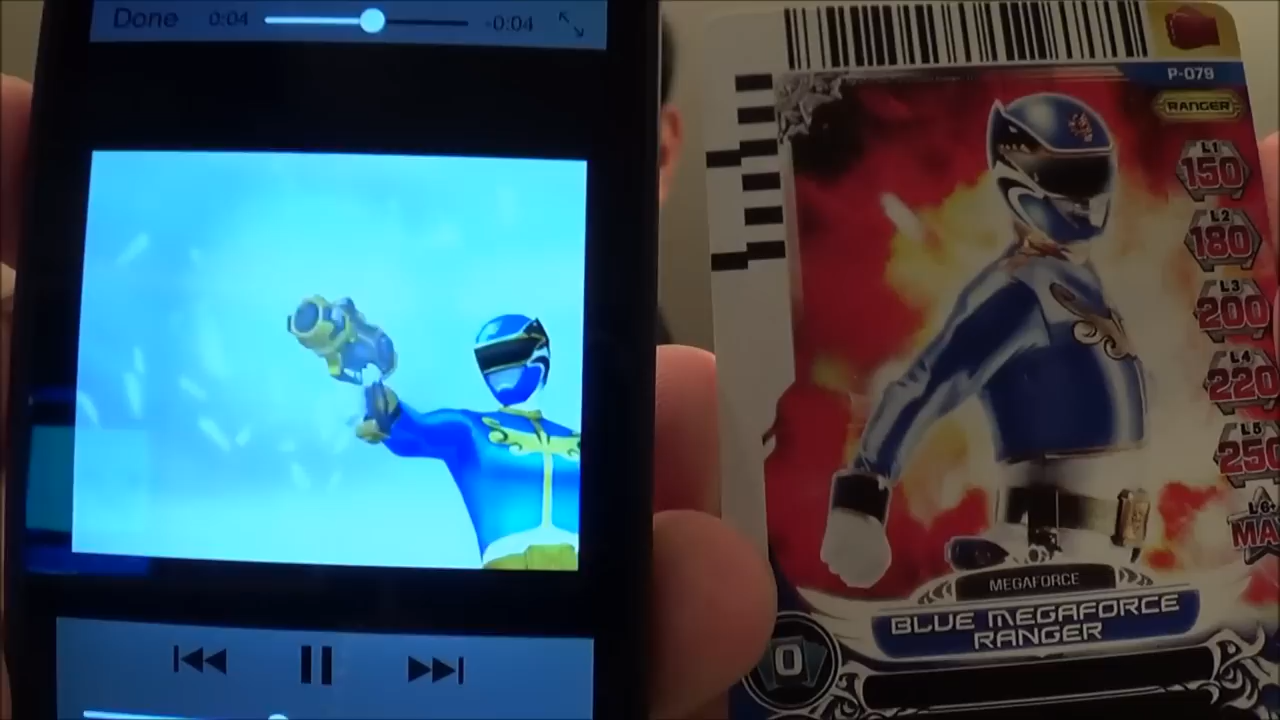 Done 0:04 -0:04
P-079
RANGER
L1
150
L2
180
L3
200
L4
220
L5
250
L6+
MEGAFORCE
BLUE MEGAFORCE
RANGER
0